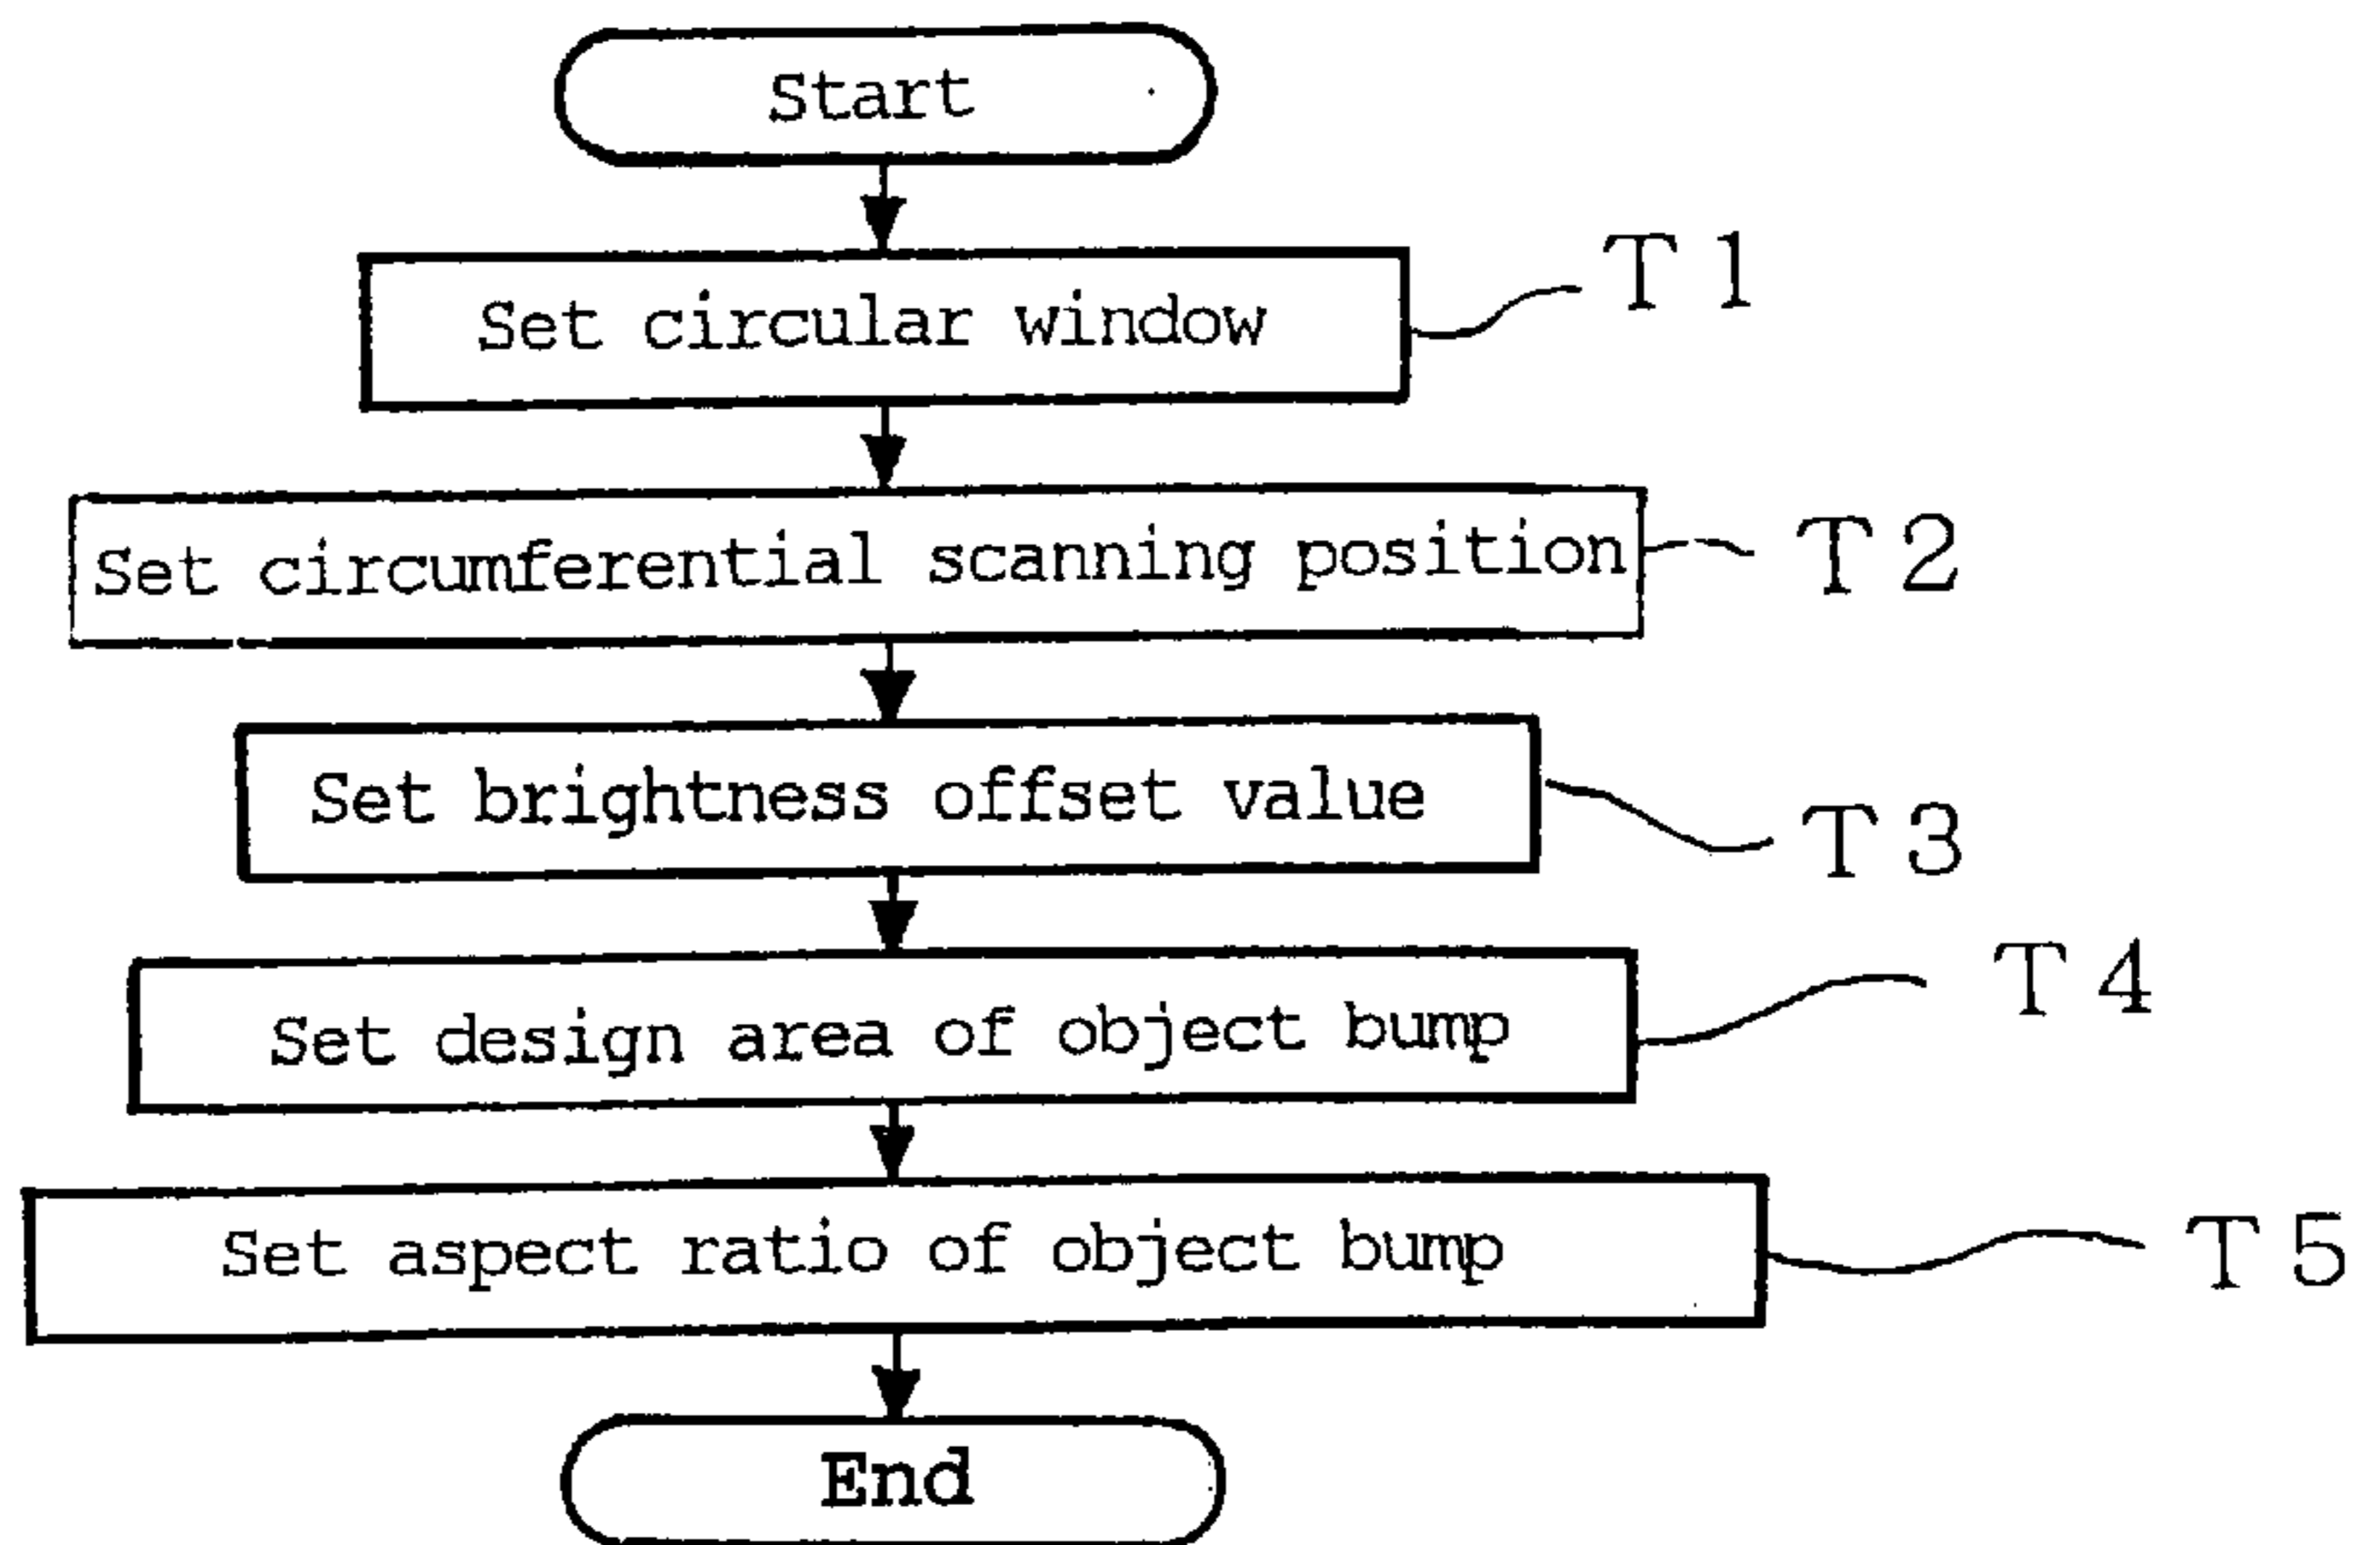 Start
Set circular window
T1
Set circumferential scanning position
T2
Set brightness offset value
T3
Set design area of object bump
T4
Set aspect ratio of object bump
T5
End